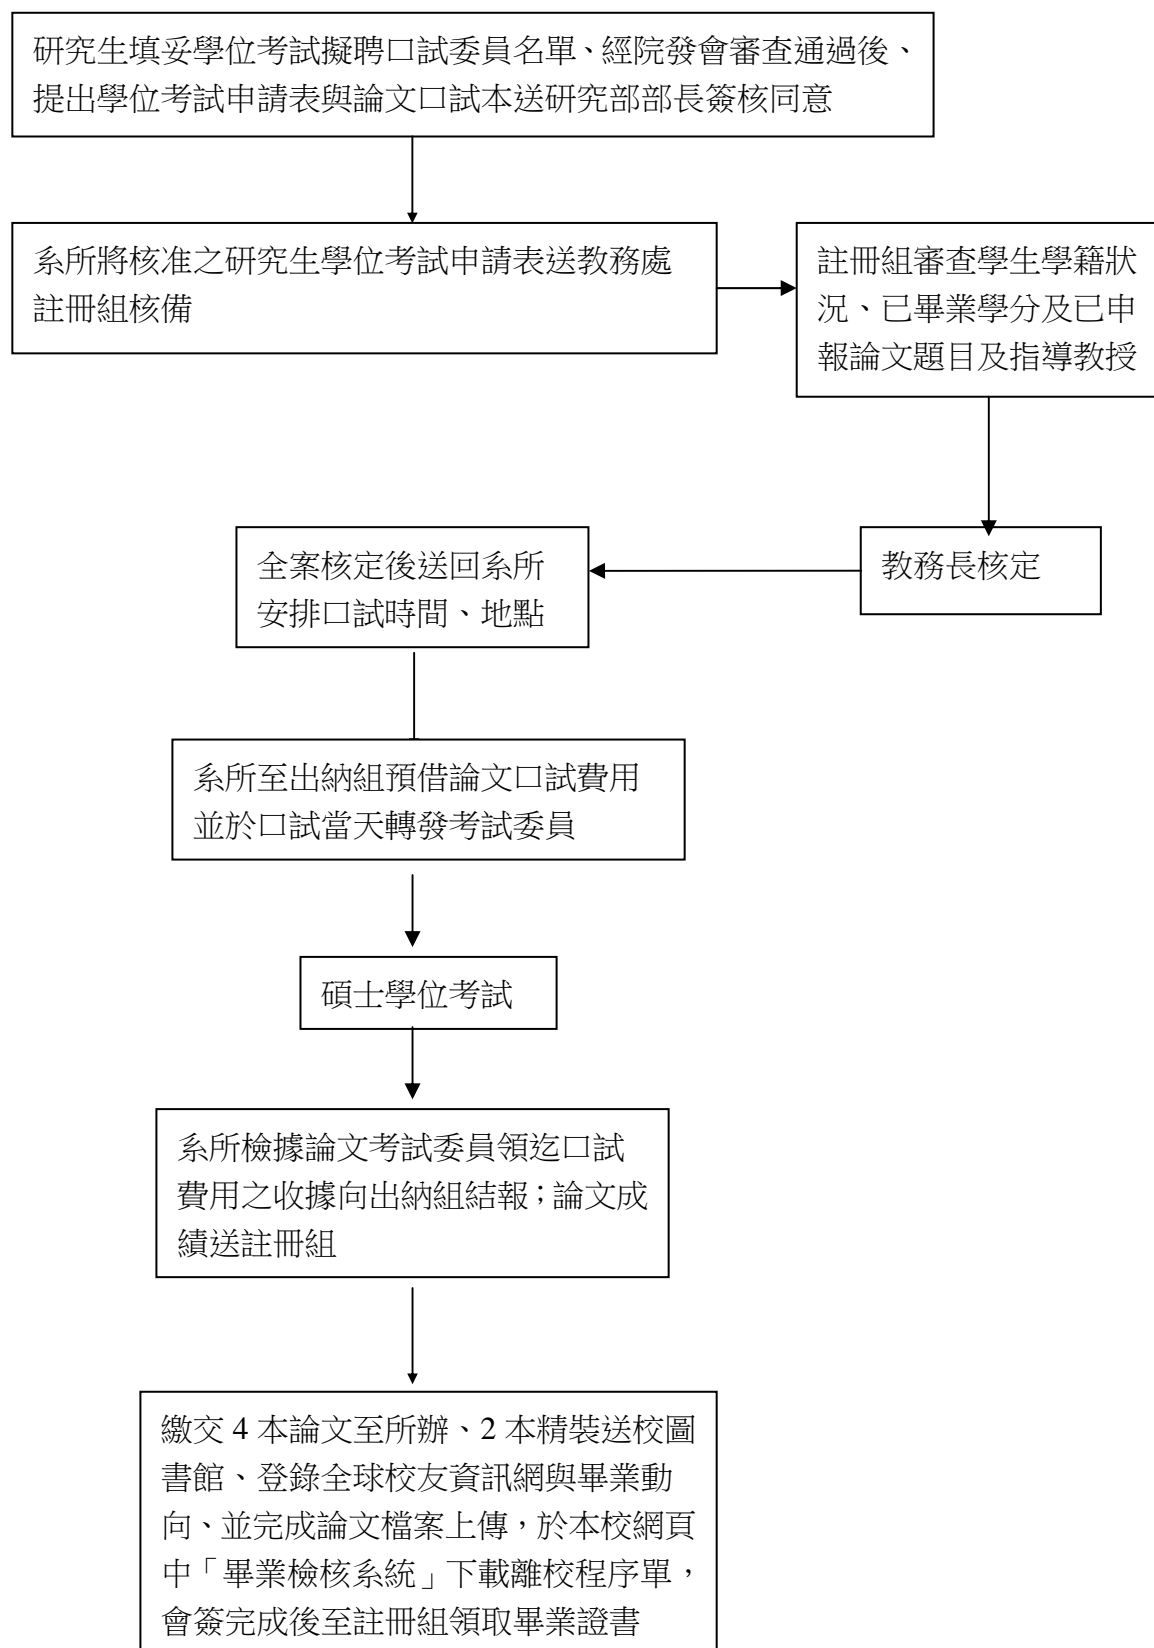 研究生填妥學位考試擬聘口試委員名單、經院發會審查通過後、
提出學位考試申請表與論文口試本送研究部部長簽核同意
系所將核准之研究生學位考試申請表送教務處
註冊組核備
註冊組審查學生學籍狀
況、已畢業學分及已申
報論文題目及指導教授
教務長核定
全案核定後送回系所
安排口試時間、地點
系所至出納組預借論文口試費用
並於口試當天轉發考試委員
碩士學位考試
系所檢據論文考試委員領迄口試
費用之收據向出納組結報；論文成
績送註冊組
繳交 4 本論文至所辦、2 本精裝送校圖
書館、登錄全球校友資訊網與畢業動
向、並完成論文檔案上傳，於本校網頁
中「畢業檢核系統」下載離校程序單，
會簽完成後至註冊組領取畢業證書